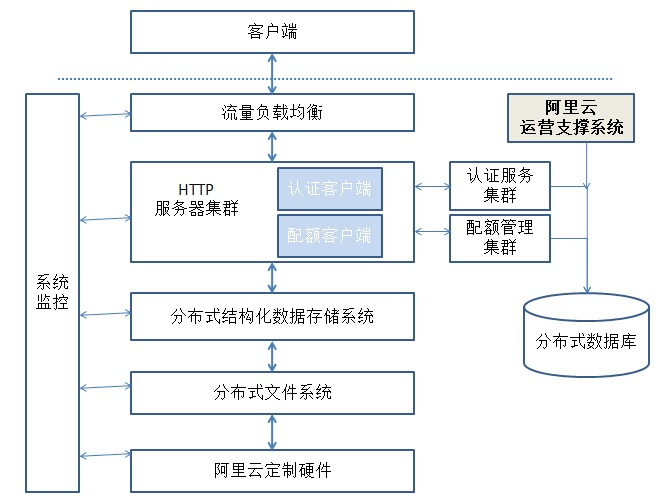 客户端
流量负载均衡
阿里云
运营支撑系统
HTTP
服务器集群
认证客户端
配额客户端
认证服务
集群
配额管理
集群
系统
监控
分布式结构化数据存储系统
分布式数据库
分布式文件系统
阿里云定制硬件